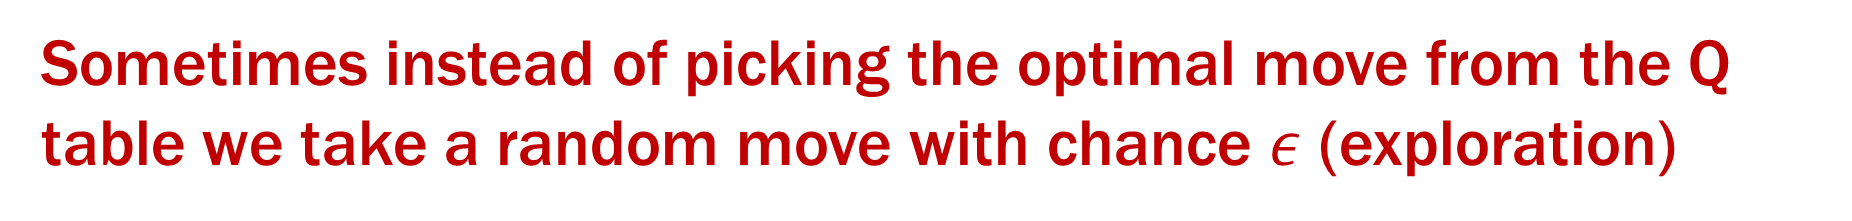 Sometimes instead of picking the optimal move from the Q
table we take a random move with chance ϵ (exploration)